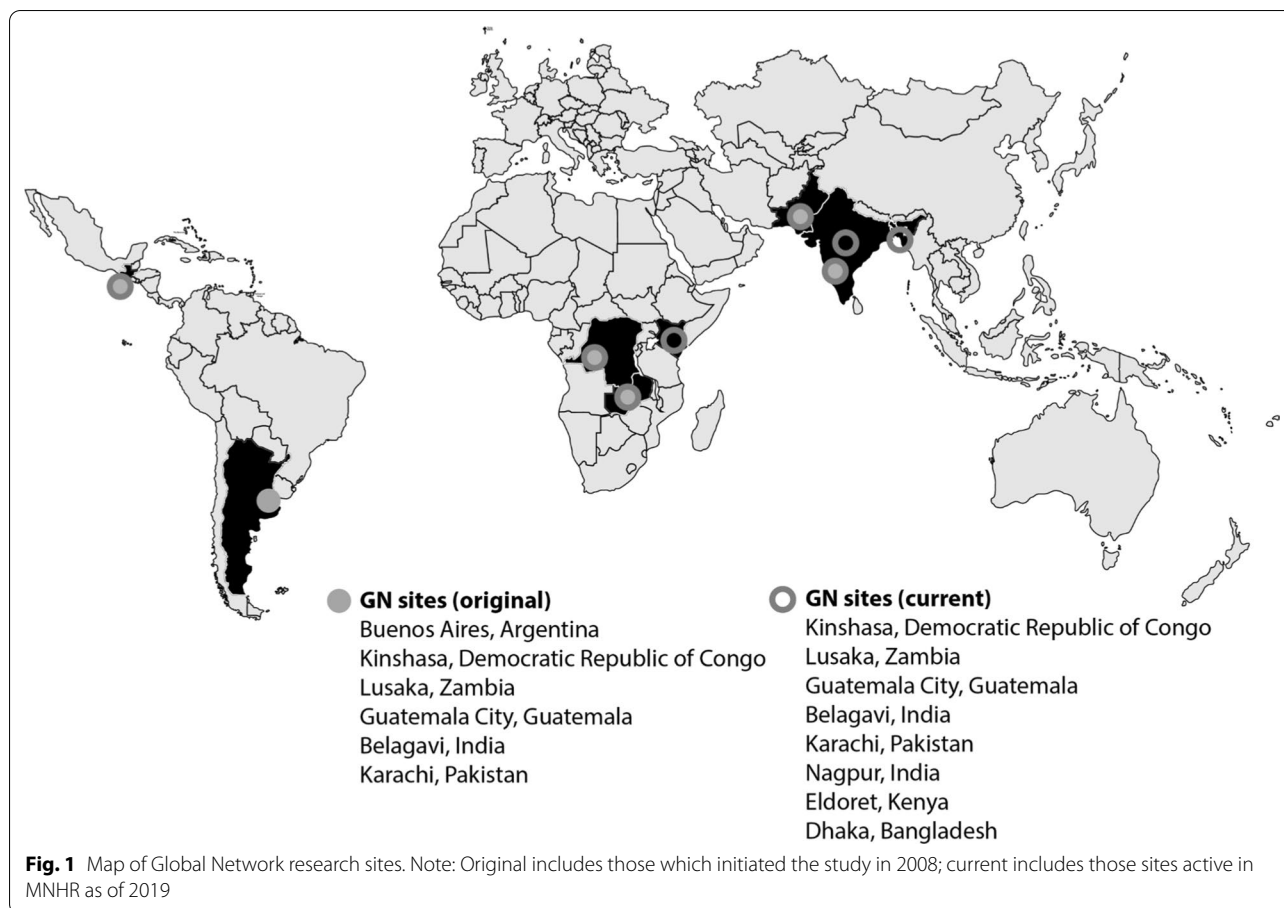 GN sites (original)
Buenos Aires, Argentina
Kinshasa, Democratic Republic of Congo
Lusaka, Zambia
Guatemala City, Guatemala
Belagavi, India
Karachi, Pakistan
GN sites (current)
Kinshasa, Democratic Republic of Congo
Lusaka, Zambia
Guatemala City, Guatemala
Belagavi, India
Karachi, Pakistan
Nagpur, India
Eldoret, Kenya
Dhaka, Bangladesh
Fig. 1 Map of Global Network research sites. Note: Original includes those which initiated the study in 2008; current includes those sites active in
MNHR as of 2019